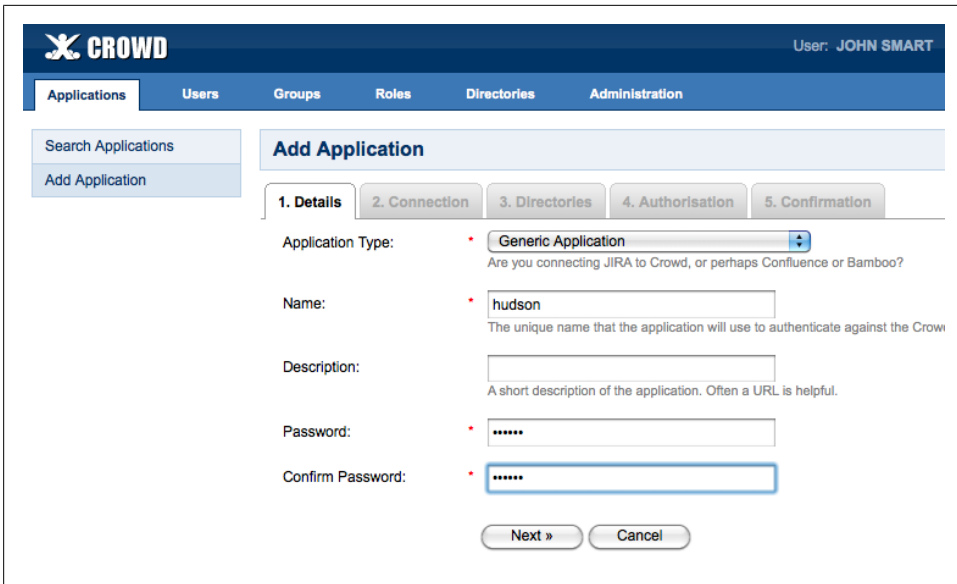 CROWD
User: JOHN SMART
Applications Users Groups Roles Directories Administration
Search Applications
Add Application
Add Application
1. Details 2. Connection 3. Directories 4. Authorisation 5. Confirmation
Application Type: * Generic Application
Are you connecting JIRA to Crowd, or perhaps Confluence or Bamboo?
Name: * hudson
The unique name that the application will use to authenticate against the
Description:
A short description of the application. Often a URL is helpful.
Password: * ••••••
Confirm Password: * ••••••
Next » Cancel